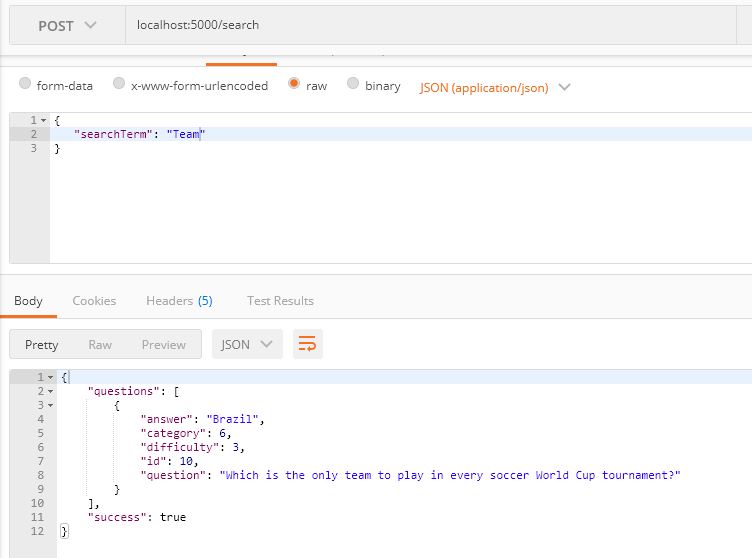 POST localhost:5000/search
form-data x-www-form-urlencoded raw binary JSON (application/json)
1 {
2 "searchTerm": "Team"
3 }
Body Cookies Headers (5) Test Results
Pretty Raw Preview JSON
1 {
2 "questions": [
3 {
4 "answer": "Brazil",
5 "category": 6,
6 "difficulty": 3,
7 "id": 10,
8 "question": "Which is the only team to play in every soccer World Cup tournament?"
9 }
10 ],
11 "success": true
12 }